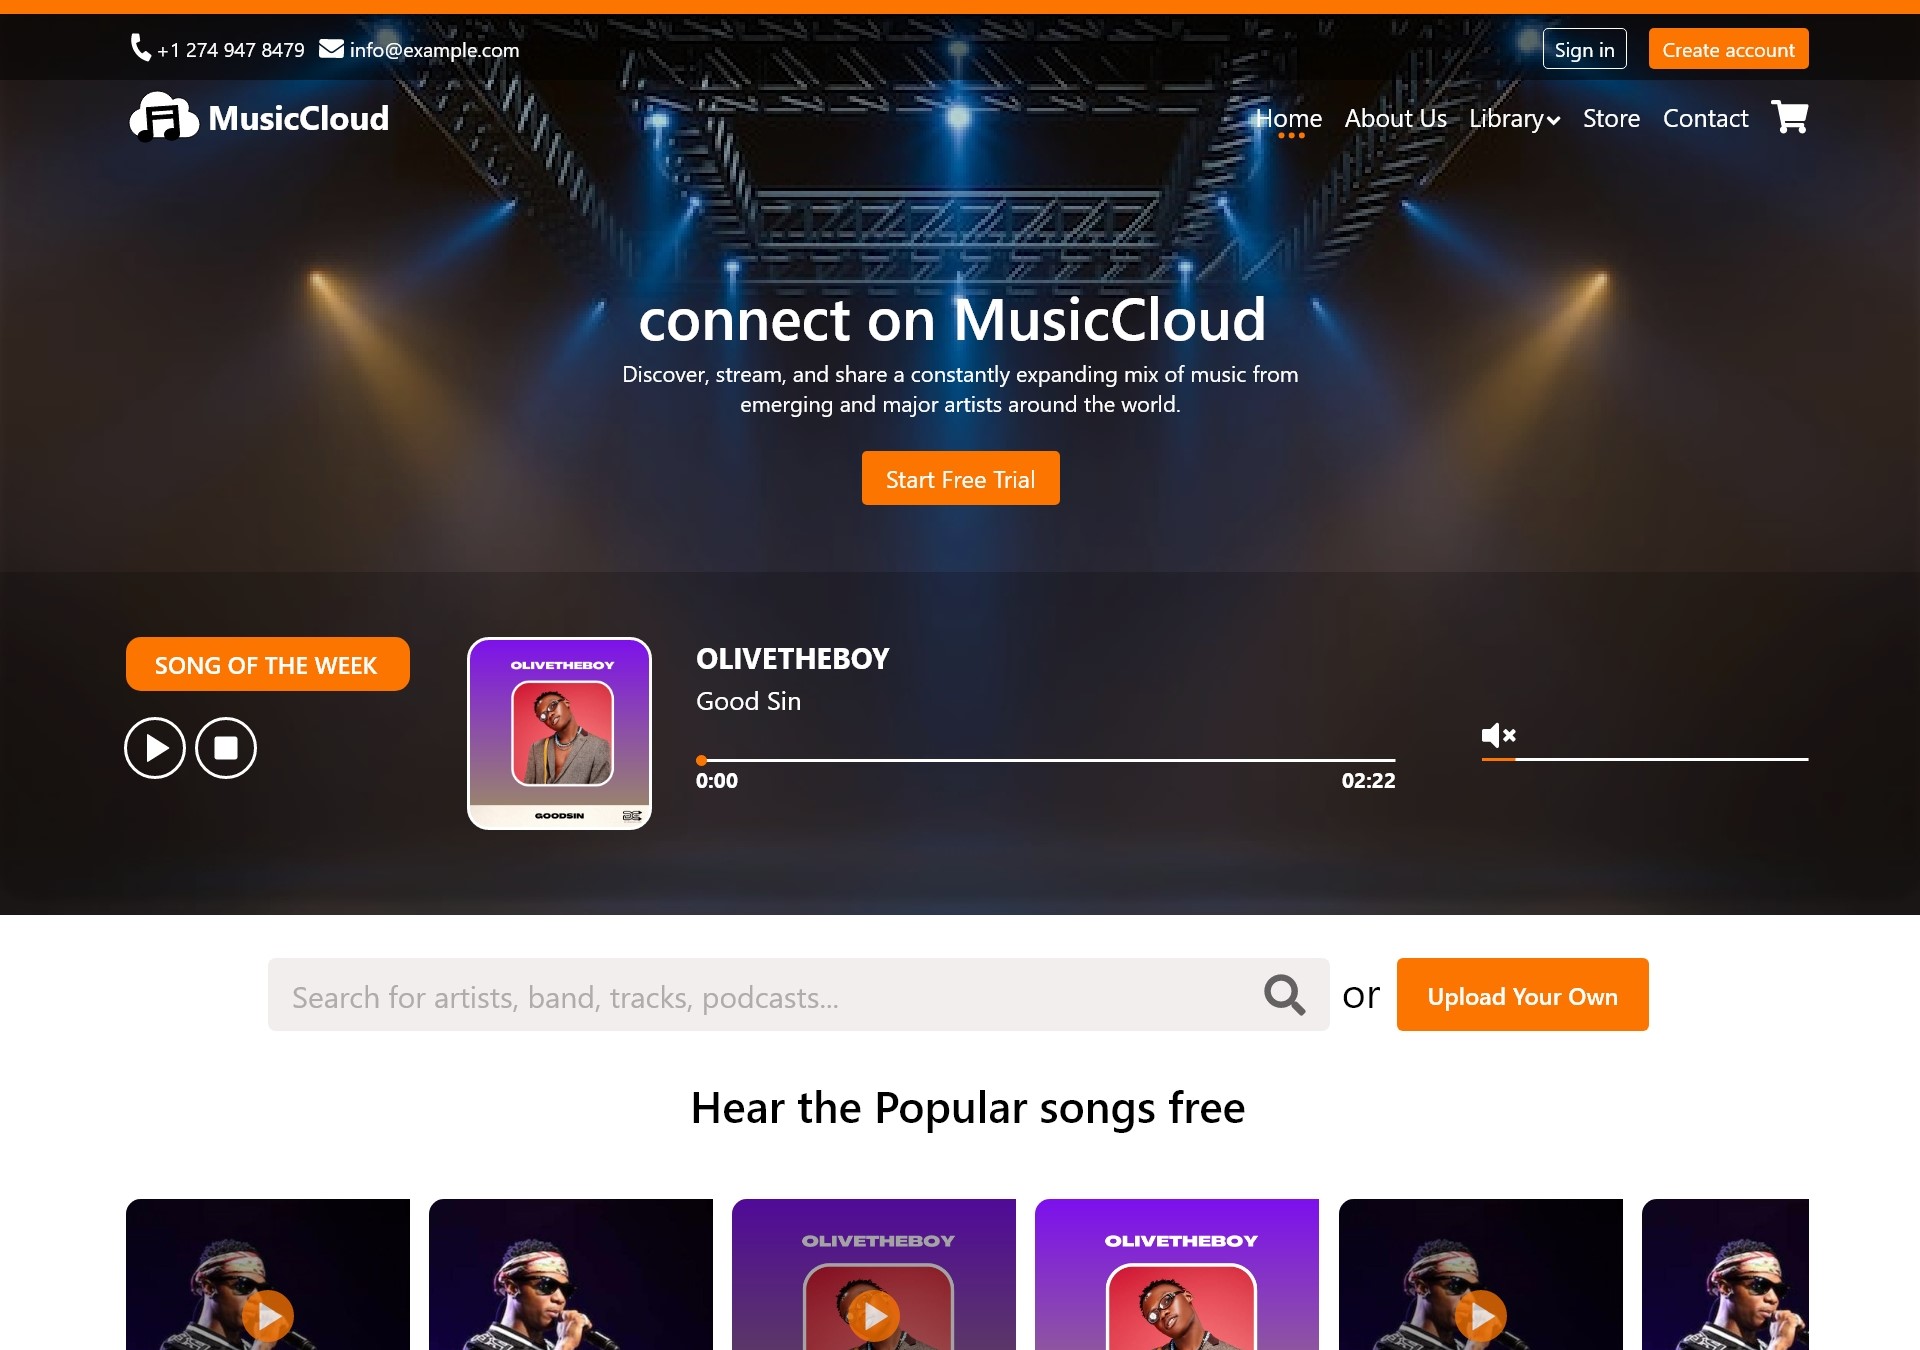 +1 274 947 8479 info@example.com Sign in Create account
MusicCloud Home About Us Library Store Contact
connect on MusicCloud
Discover, stream, and share a constantly expanding mix of music from
emerging and major artists around the world.
Start Free Trial
SONG OF THE WEEK
OLIVETHEBOY
GOODSIN
OLIVETHEBOY
Good Sin
0:00 02:22
Search for artists, band, tracks, podcasts... or Upload Your Own
Hear the Popular songs free
OLIVETHEBOY OLIVETHEBOY